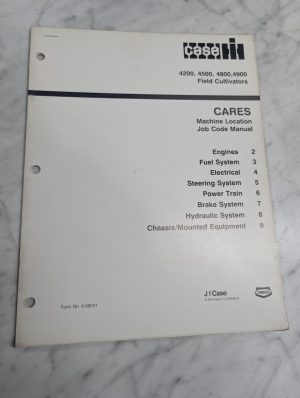 case IH
4200, 4500, 4800,4900
Field Cultivators
CARES
Machine Location
Job Code Manual
Engines 2
Fuel System 3
Electrical 4
Steering System 5
Power Train 6
Brake System 7
Hydraulic System 8
Chassis/Mounted Equipment 9
J I Case
A Tenneco Company